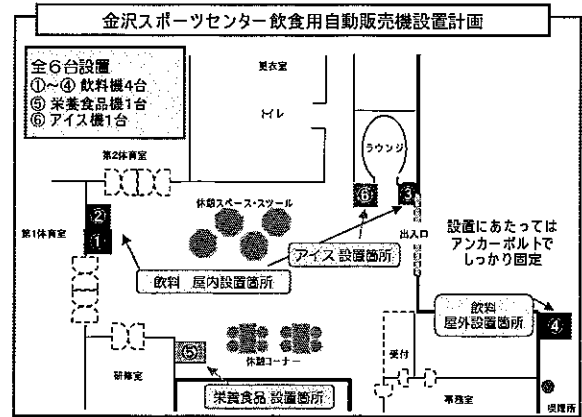 金沢スポーツセンター飲食用自動販売機設置計画
全6台設置
①~④ 飲料機4台
⑤ 栄養食品機1台
⑥ アイス機1台
更衣室
トイレ
ラウンジ
第2体育室
⑥
③
休憩スペース・スツール
②
①
第1体育室
出入口
設置にあたっては
アンカーボルトで
しっかり固定
アイス 設置箇所
飲料 屋内設置箇所
飲料
屋外設置箇所
④
受付
⑤
休憩コーナー
研修室
栄養食品 設置箇所
事務室
喫煙所